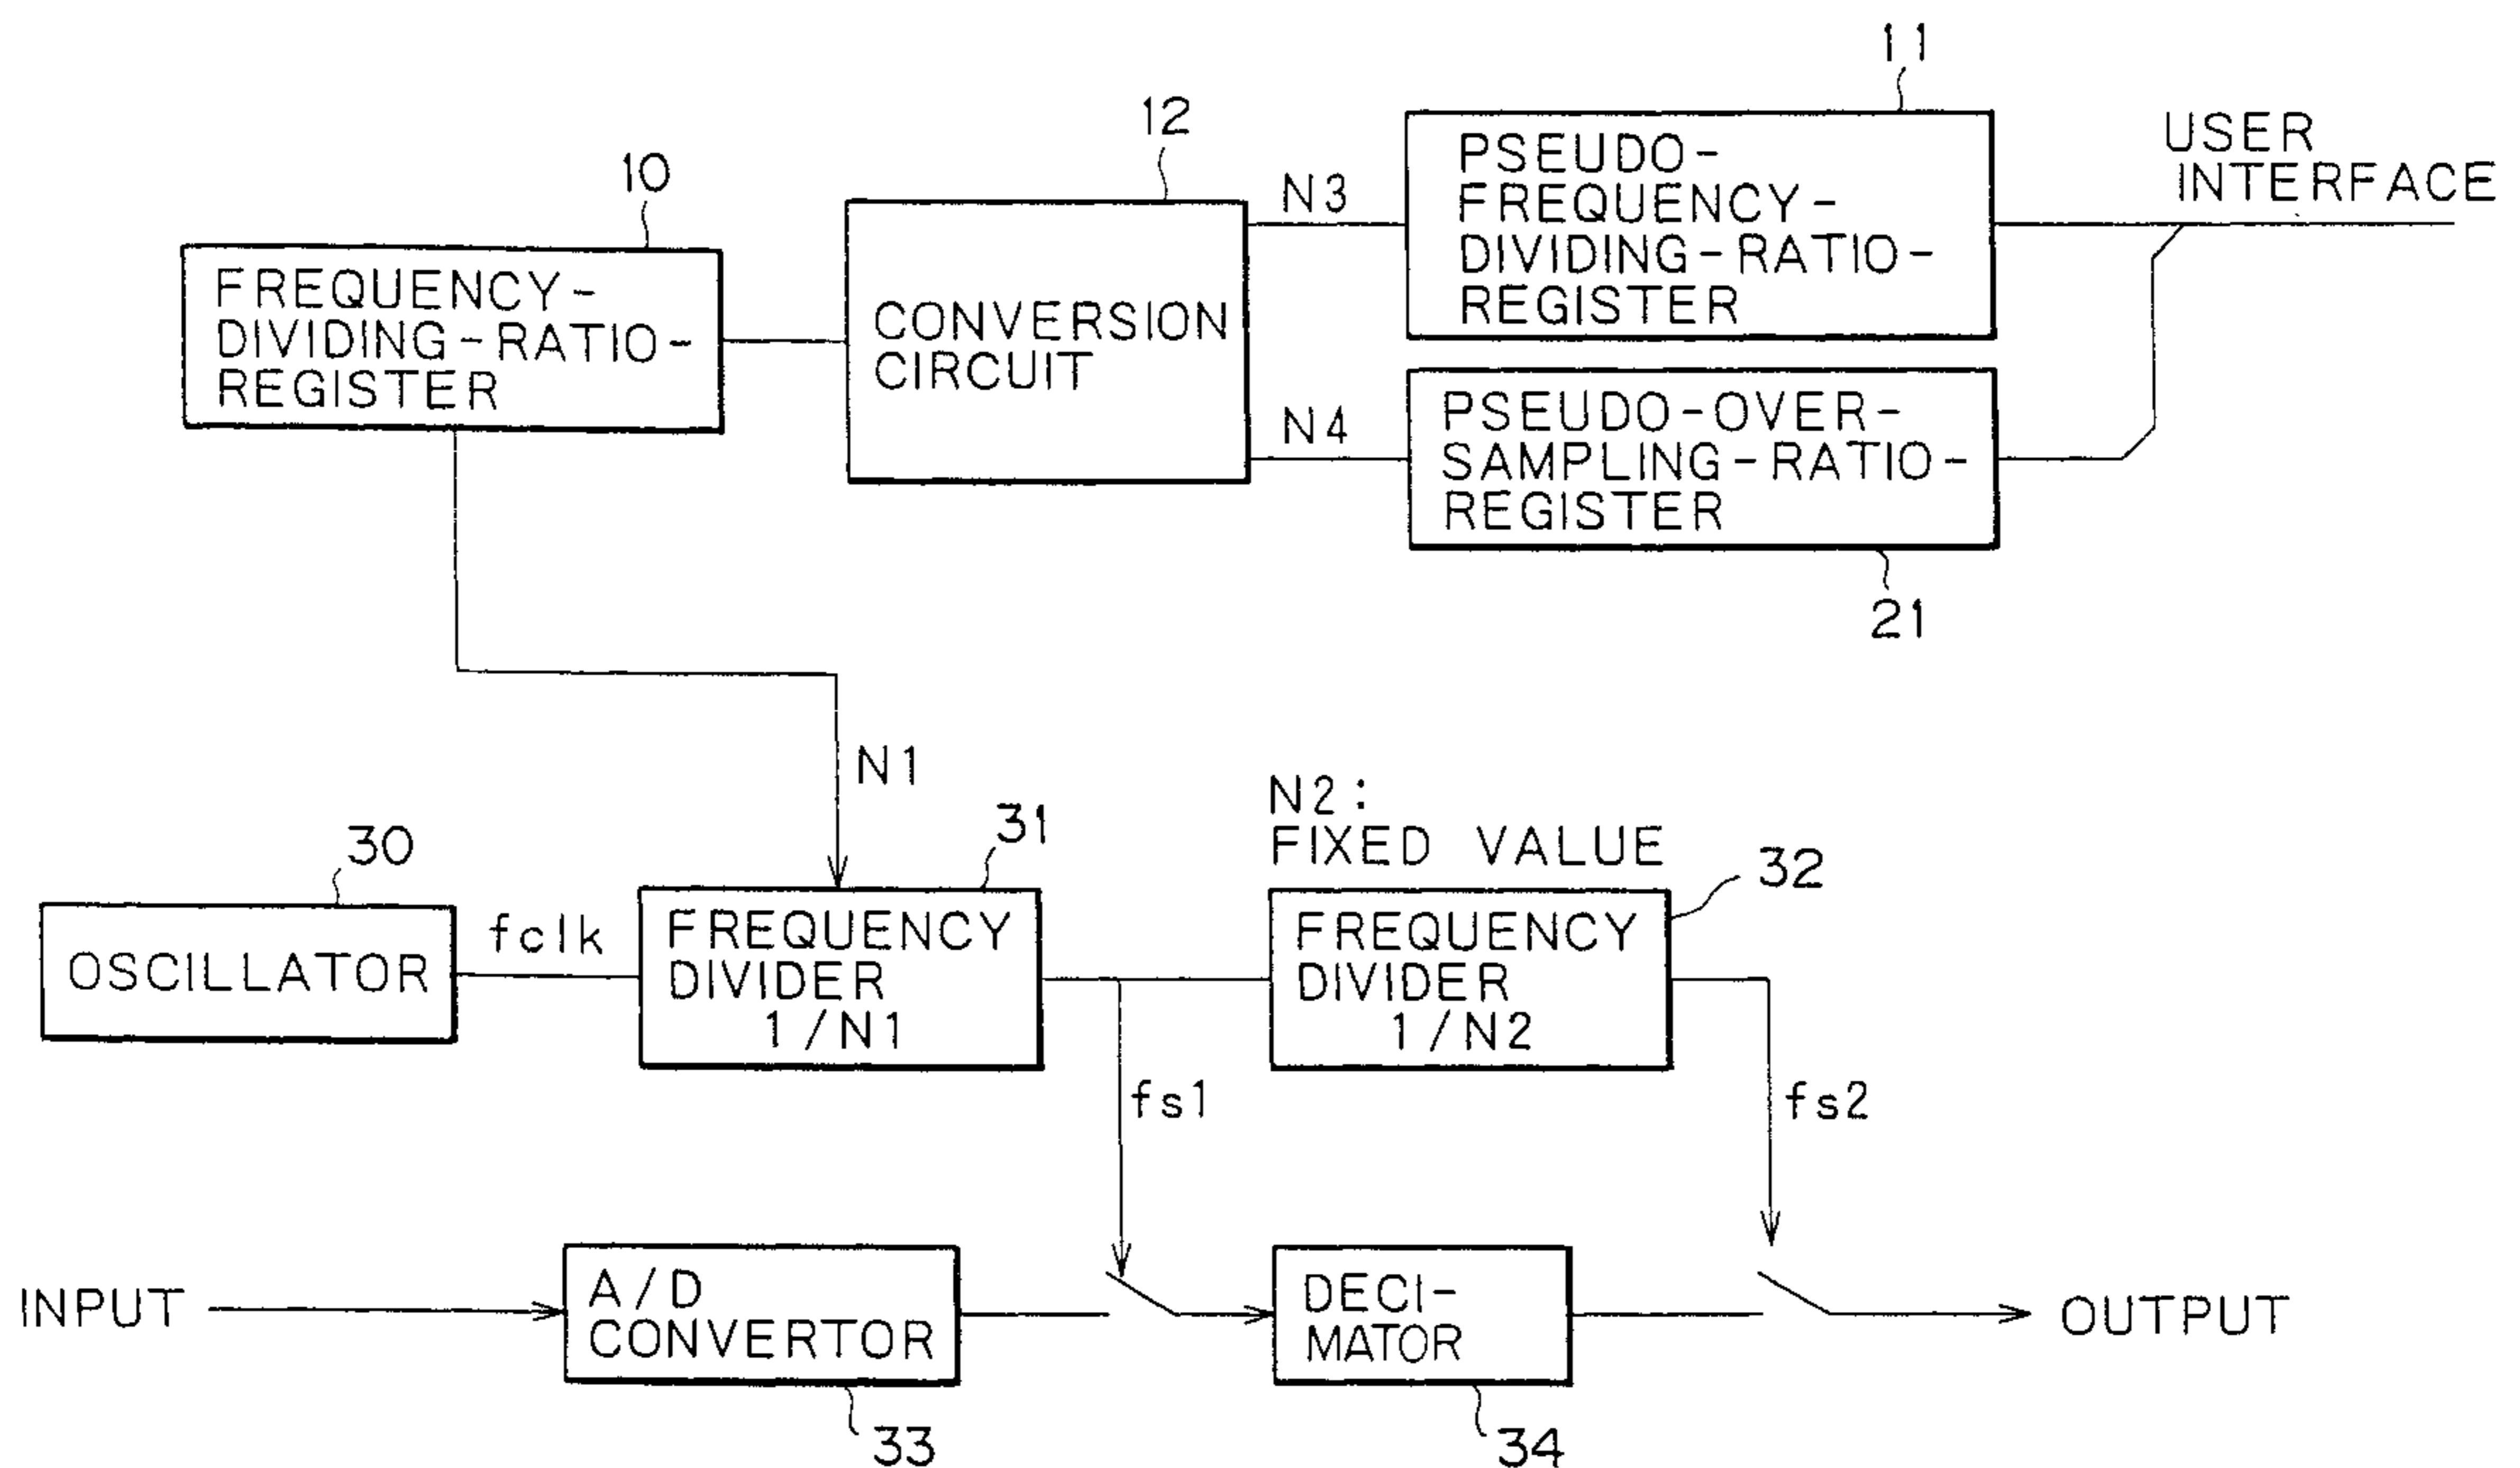 11
PSEUDO-
FREQUENCY-
DIVIDING-RATIO-
REGISTER
USER
INTERFACE
12
N3
10
FREQUENCY-
DIVIDING-RATIO-
REGISTER
CONVERSION
CIRCUIT
N4
PSEUDO-OVER-
SAMPLING-RATIO-
REGISTER
21
N1
N2:
FIXED VALUE
30
OSCILLATOR
fclk
31
FREQUENCY
DIVIDER
1/N1
32
FREQUENCY
DIVIDER
1/N2
fs1
fs2
INPUT
A/D
CONVERTOR
33
DECI-
MATOR
34
OUTPUT